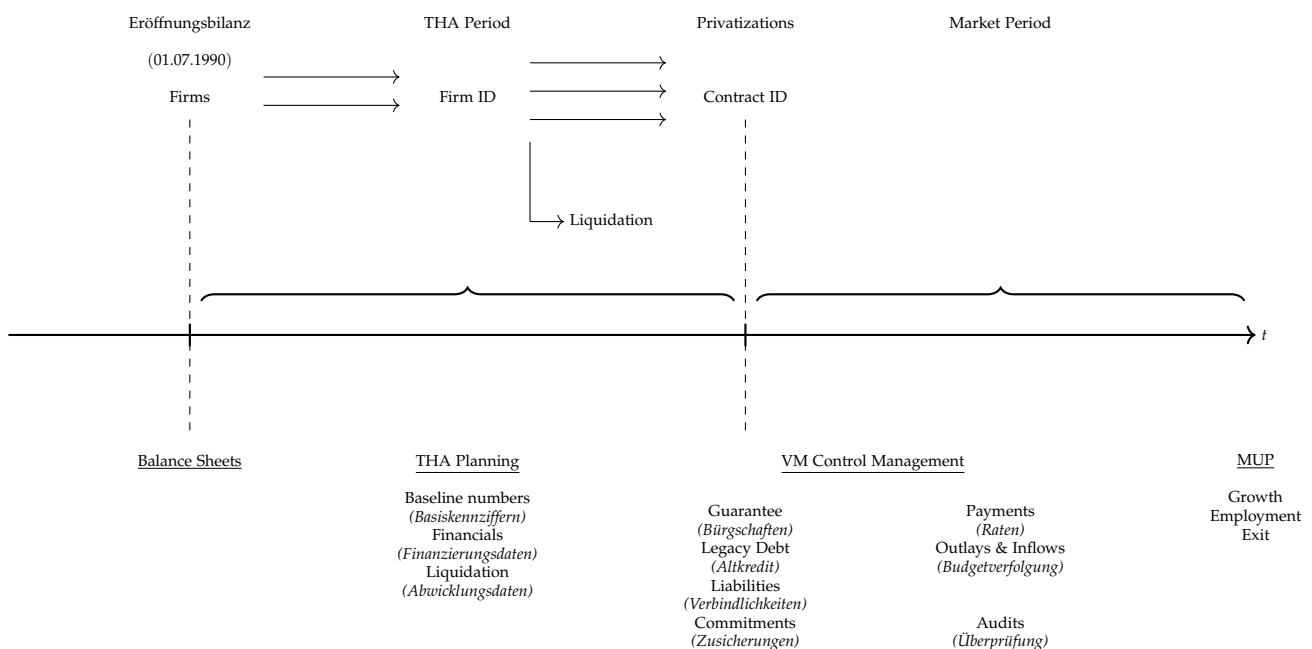 Eröffnungsbilanz
THA Period
Privatizations
Market Period
(01.07.1990)
Firms
Firm ID
Contract ID
Liquidation
t
Balance Sheets
THA Planning
VM Control Management
MUP
Baseline numbers
(Basiskennziffern)
Financials
(Finanzierungsdaten)
Liquidation
(Abwicklungsdaten)
Guarantee
(Bürgschaften)
Legacy Debt
(Altkredit)
Liabilities
(Verbindlichkeiten)
Commitments
(Zusicherungen)
Payments
(Raten)
Outlays & Inflows
(Budgetverfolgung)
Audits
(Überprüfung)
Growth
Employment
Exit